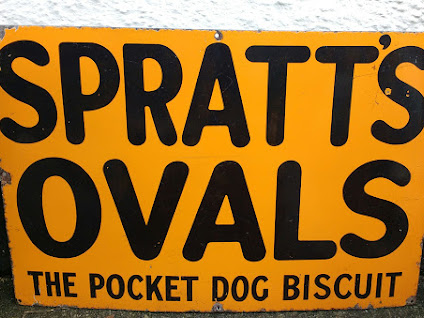 SPRATT'S
OVALS
THE POCKET DOG BISCUIT